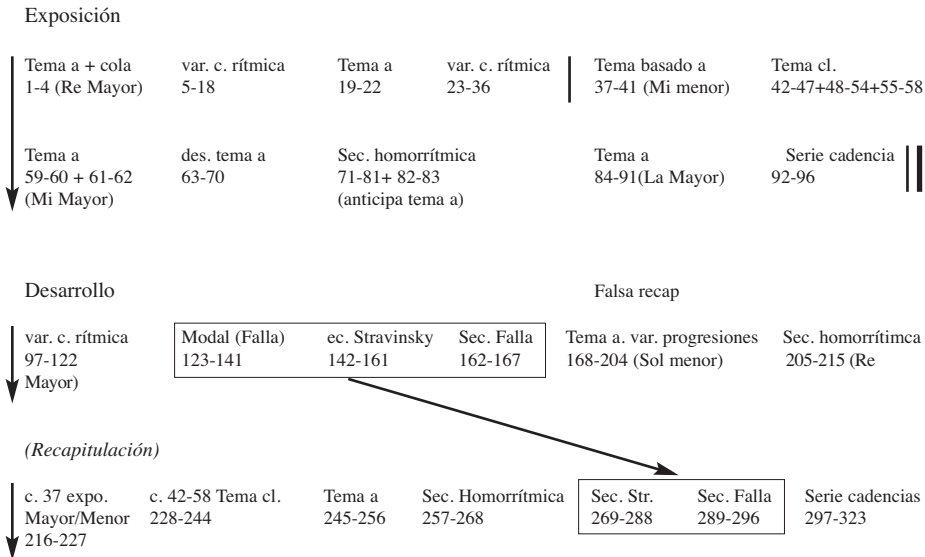 Exposición
Tema a + cola var. c. rítmica Tema a var. c. rítmica Tema basado a Tema cl.
1-4 (Re Mayor) 5-18 19-22 23-36 37-41 (Mi menor) 42-47+48-54+55-58
Tema a des. tema a Sec. homorrítmica Tema a Serie cadencia
59-60 + 61-62 63-70 71-81+ 82-83 84-91(La Mayor) 92-96
(Mi Mayor) (anticipa tema a)
Desarrollo Falsa recap
var. c. rítmica Modal (Falla) ec. Stravinsky Sec. Falla Tema a. var. progresiones Sec. homorrítimca
97-122 123-141 142-161 162-167 168-204 (Sol menor) 205-215 (Re
Mayor)
(Recapitulación)
c. 37 expo. c. 42-58 Tema cl. Tema a Sec. Homorrítmica Sec. Str. Sec. Falla Serie cadencias
Mayor/Menor 228-244 245-256 257-268 269-288 289-296 297-323
216-227